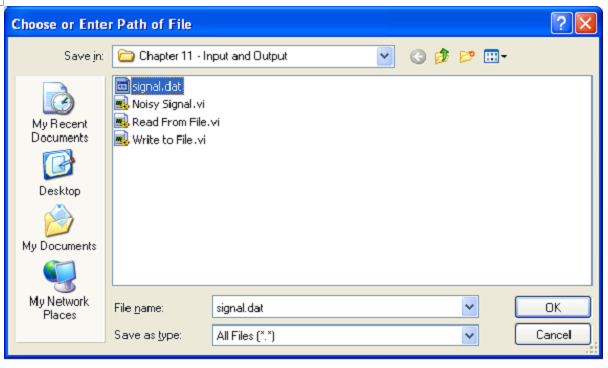 Choose or Enter Path of File
Save in:
Chapter 11 - Input and Output
signal.dat
Noisy Signal.vi
Read From File.vi
Write to File.vi
My Recent
Documents
Desktop
My Documents
My Network
Places
File name:
signal.dat
OK
Save as type:
All Files (*.*)
Cancel